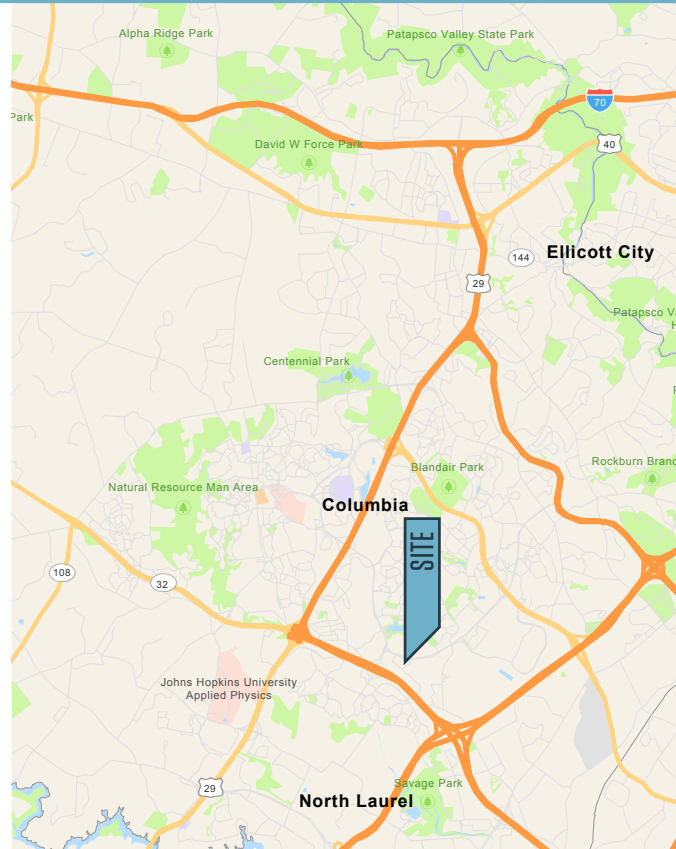 Alpha Ridge Park
Patapsco Valley State Park
70
Park
40
David W Force Park
144
Ellicott City
29
Patapsco Va
H
Centennial Park
Blandair Park
Rockburn Branc
Natural Resource Man Area
Columbia
SITE
108
32
Johns Hopkins University
Applied Physics
29
Savage Park
North Laurel